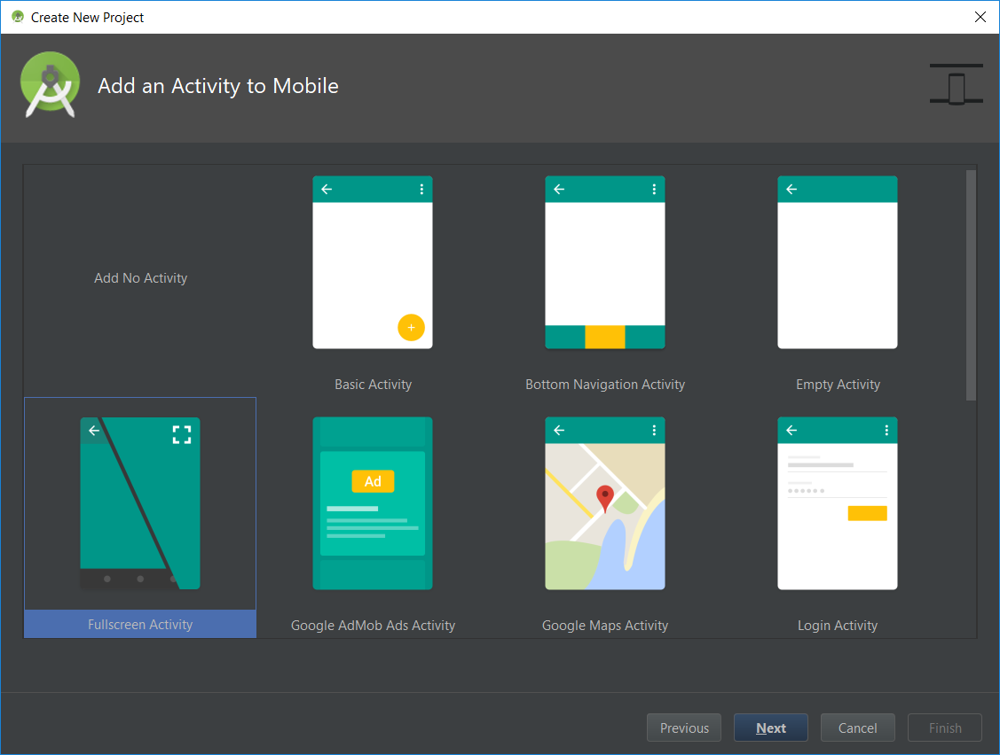 Create New Project
Add an Activity to Mobile
Add No Activity
+
Basic Activity
Bottom Navigation Activity
Empty Activity
Fullscreen Activity
Ad
Google AdMob Ads Activity
Google Maps Activity
Login Activity
Previous
Next
Cancel
Finish